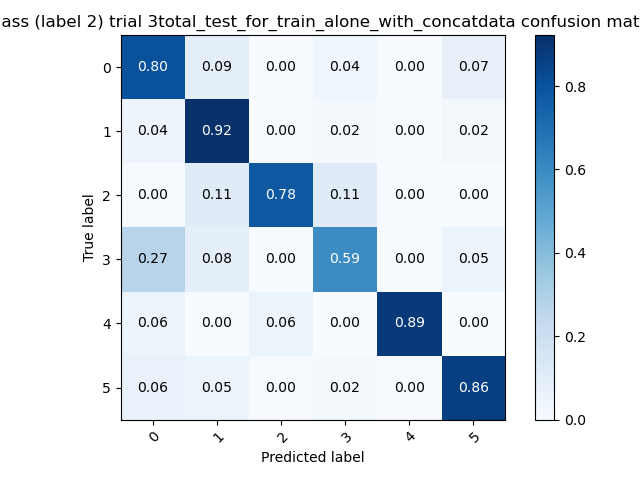 ass (label 2) trial 3total_test_for_train_alone_with_concatdata confusion mat
0 0.80 0.09 0.00 0.04 0.00 0.07
1 0.04 0.92 0.00 0.02 0.00 0.02
2 0.00 0.11 0.78 0.11 0.00 0.00
3 0.27 0.08 0.00 0.59 0.00 0.05
4 0.06 0.00 0.06 0.00 0.89 0.00
5 0.06 0.05 0.00 0.02 0.00 0.86
True label
0 1 2 3 4 5
Predicted label
0.8
0.6
0.4
0.2
0.0